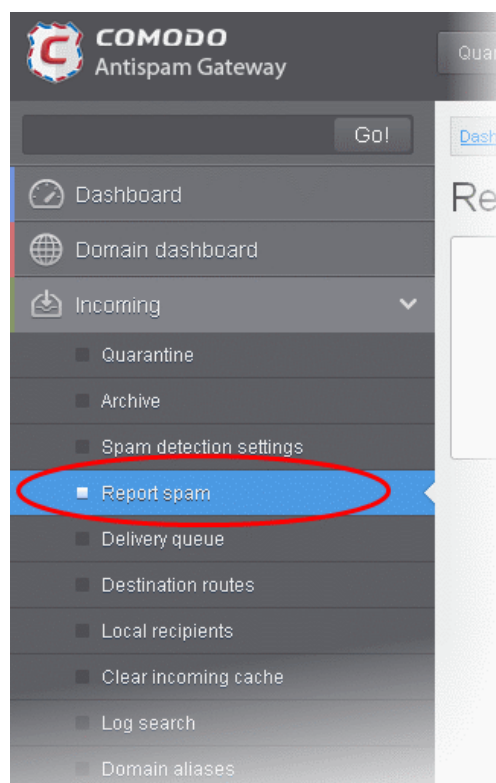 COMODO
Antispam Gateway
Go!
Dashboard
Domain dashboard
Incoming
Quarantine
Archive
Spam detection settings
Report spam
Delivery queue
Destination routes
Local recipients
Clear incoming cache
Log search
Domain aliases